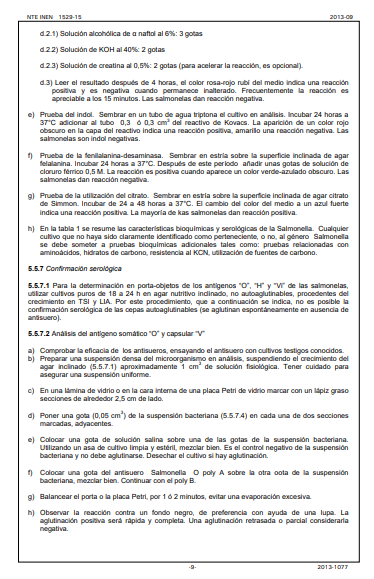 NTE INEN 1529-15 2013-09
d.2.1) Solución alcohólica de α naftol al 6%: 3 gotas
d.2.2) Solución de KOH al 40%: 2 gotas
d.2.3) Solución de creatina al 0,5%: 2 gotas (para acelerar la reacción, es opcional).
d.3) Leer el resultado después de 4 horas, el color rosa-rojo rubí del medio indica una reacción
positiva y es negativa cuando permanece inalterado. Frecuentemente la reacción es
apreciable a los 15 minutos. Las salmonelas dan reacción negativa.
e) Prueba del indol. Sembrar en un tubo de agua triptona el cultivo en análisis. Incubar 24 horas a
37°C adicionar al tubo 0,3 ó 0,3 cm³ del reactivo de Kovacs. La aparición de un color rojo
obscuro en la capa del reactivo indica una reacción positiva, amarillo una reacción negativa. Las
salmonelas son indol negativas.
f) Prueba de la fenilalanina-desaminasa. Sembrar en estría sobre la superficie inclinada de agar
felalanina. Incubar 24 horas a 37°C. Después de este período añadir unas gotas de solución de
cloruro férrico 0,5 M. La reacción es positiva cuando aparece un color verde-azulado obscuro. Las
salmonelas dan reacción negativa.
g) Prueba de la utilización del citrato. Sembrar en estría sobre la superficie inclinada de agar citrato
de Simmon. Incubar de 24 a 48 horas a 37°C. El cambio del color del medio a un azul fuerte
indica una reacción positiva. La mayoría de kas salmonelas dan reacción positiva.
h) En la tabla 1 se resume las características bioquímicas y serológicas de la Salmonella. Cualquier
cultivo que no haya sido claramente identificado como perteneciente, o no, al género Salmonella
se debe someter a pruebas bioquímicas adicionales tales como: pruebas relacionadas con
aminoácidos, hidratos de carbono, resistencia al KCN, utilización de fuentes de carbono.
5.5.7 Confirmación serológica
5.5.7.1 Para la determinación en porta-objetos de los antígenos "O", "H" y "VI" de las salmonelas,
utilizar cultivos puros de 18 a 24 h en agar nutritivo inclinado, no autoaglutinables, procedentes del
crecimiento en TSI y LIA. Por este procedimiento, que a continuación se indica, no es posible la
confirmación serológica de las cepas autoaglutinables (se aglutinan espontáneamente en ausencia de
antisuero).
5.5.7.2 Análisis del antígeno somático "O" y capsular "V"
a) Comprobar la eficacia de los antisueros, ensayando el antisuero con cultivos testigos conocidos.
b) Preparar una suspensión densa del microorganismo en análisis, suspendiendo el crecimiento del
agar inclinado (5.5.7.1) aproximadamente 1 cm³ de solución fisiológica. Tener cuidado para
asegurar una suspensión uniforme.
c) En una lámina de vidrio o en la cara interna de una placa Petri de vidrio marcar con un lápiz graso
secciones de alrededor 2,5 cm de lado.
d) Poner una gota (0,05 cm³) de la suspensión bacteriana (5.5.7.4) en cada una de dos secciones
marcadas, adyacentes.
e) Colocar una gota de solución salina sobre una de las gotas de la suspensión bacteriana.
Utilizando un asa de cultivo limpia y estéril, mezclar bien. Es el control negativo de la suspensión
bacteriana y no debe aglutinarse. Desechar el cultivo si hay aglutinación.
f) Colocar una gota del antisuero Salmonella O poly A sobre la otra oota de la suspensión
bacteriana, mezclar bien. Continuar con el poly B.
g) Balancear el porta o la placa Petri, por 1 ó 2 minutos, evitar una evaporación excesiva.
h) Observar la reacción contra un fondo negro, de preferencia con ayuda de una lupa. La
aglutinación positiva será rápida y completa. Una aglutinación retrasada o parcial considerarla
negativa.
-9- 2013-1077